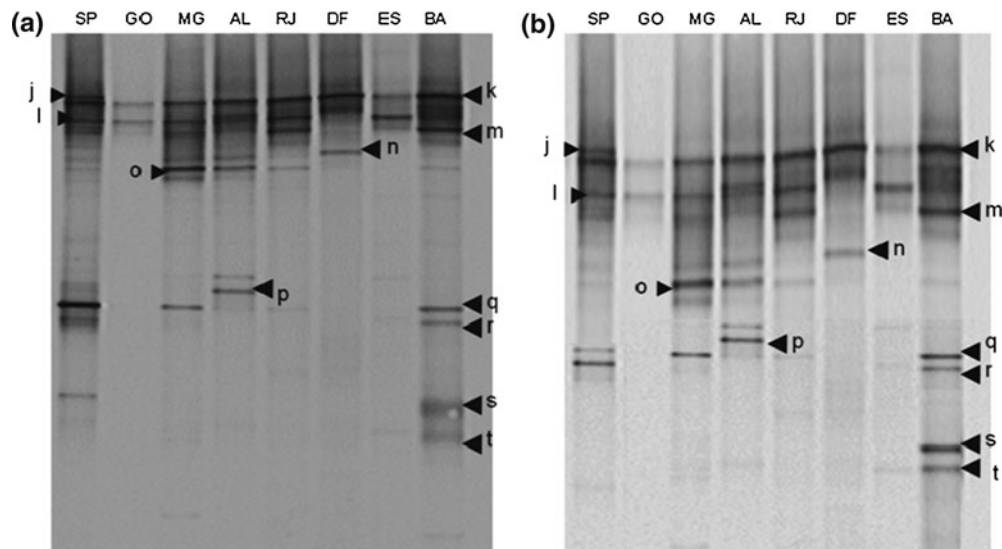 (a)
SP GO MG AL RJ DF ES BA
j
k
l
m
n
o
p
q
r
s
t
(b)
SP GO MG AL RJ DF ES BA
j
k
l
m
n
o
p
q
r
s
t